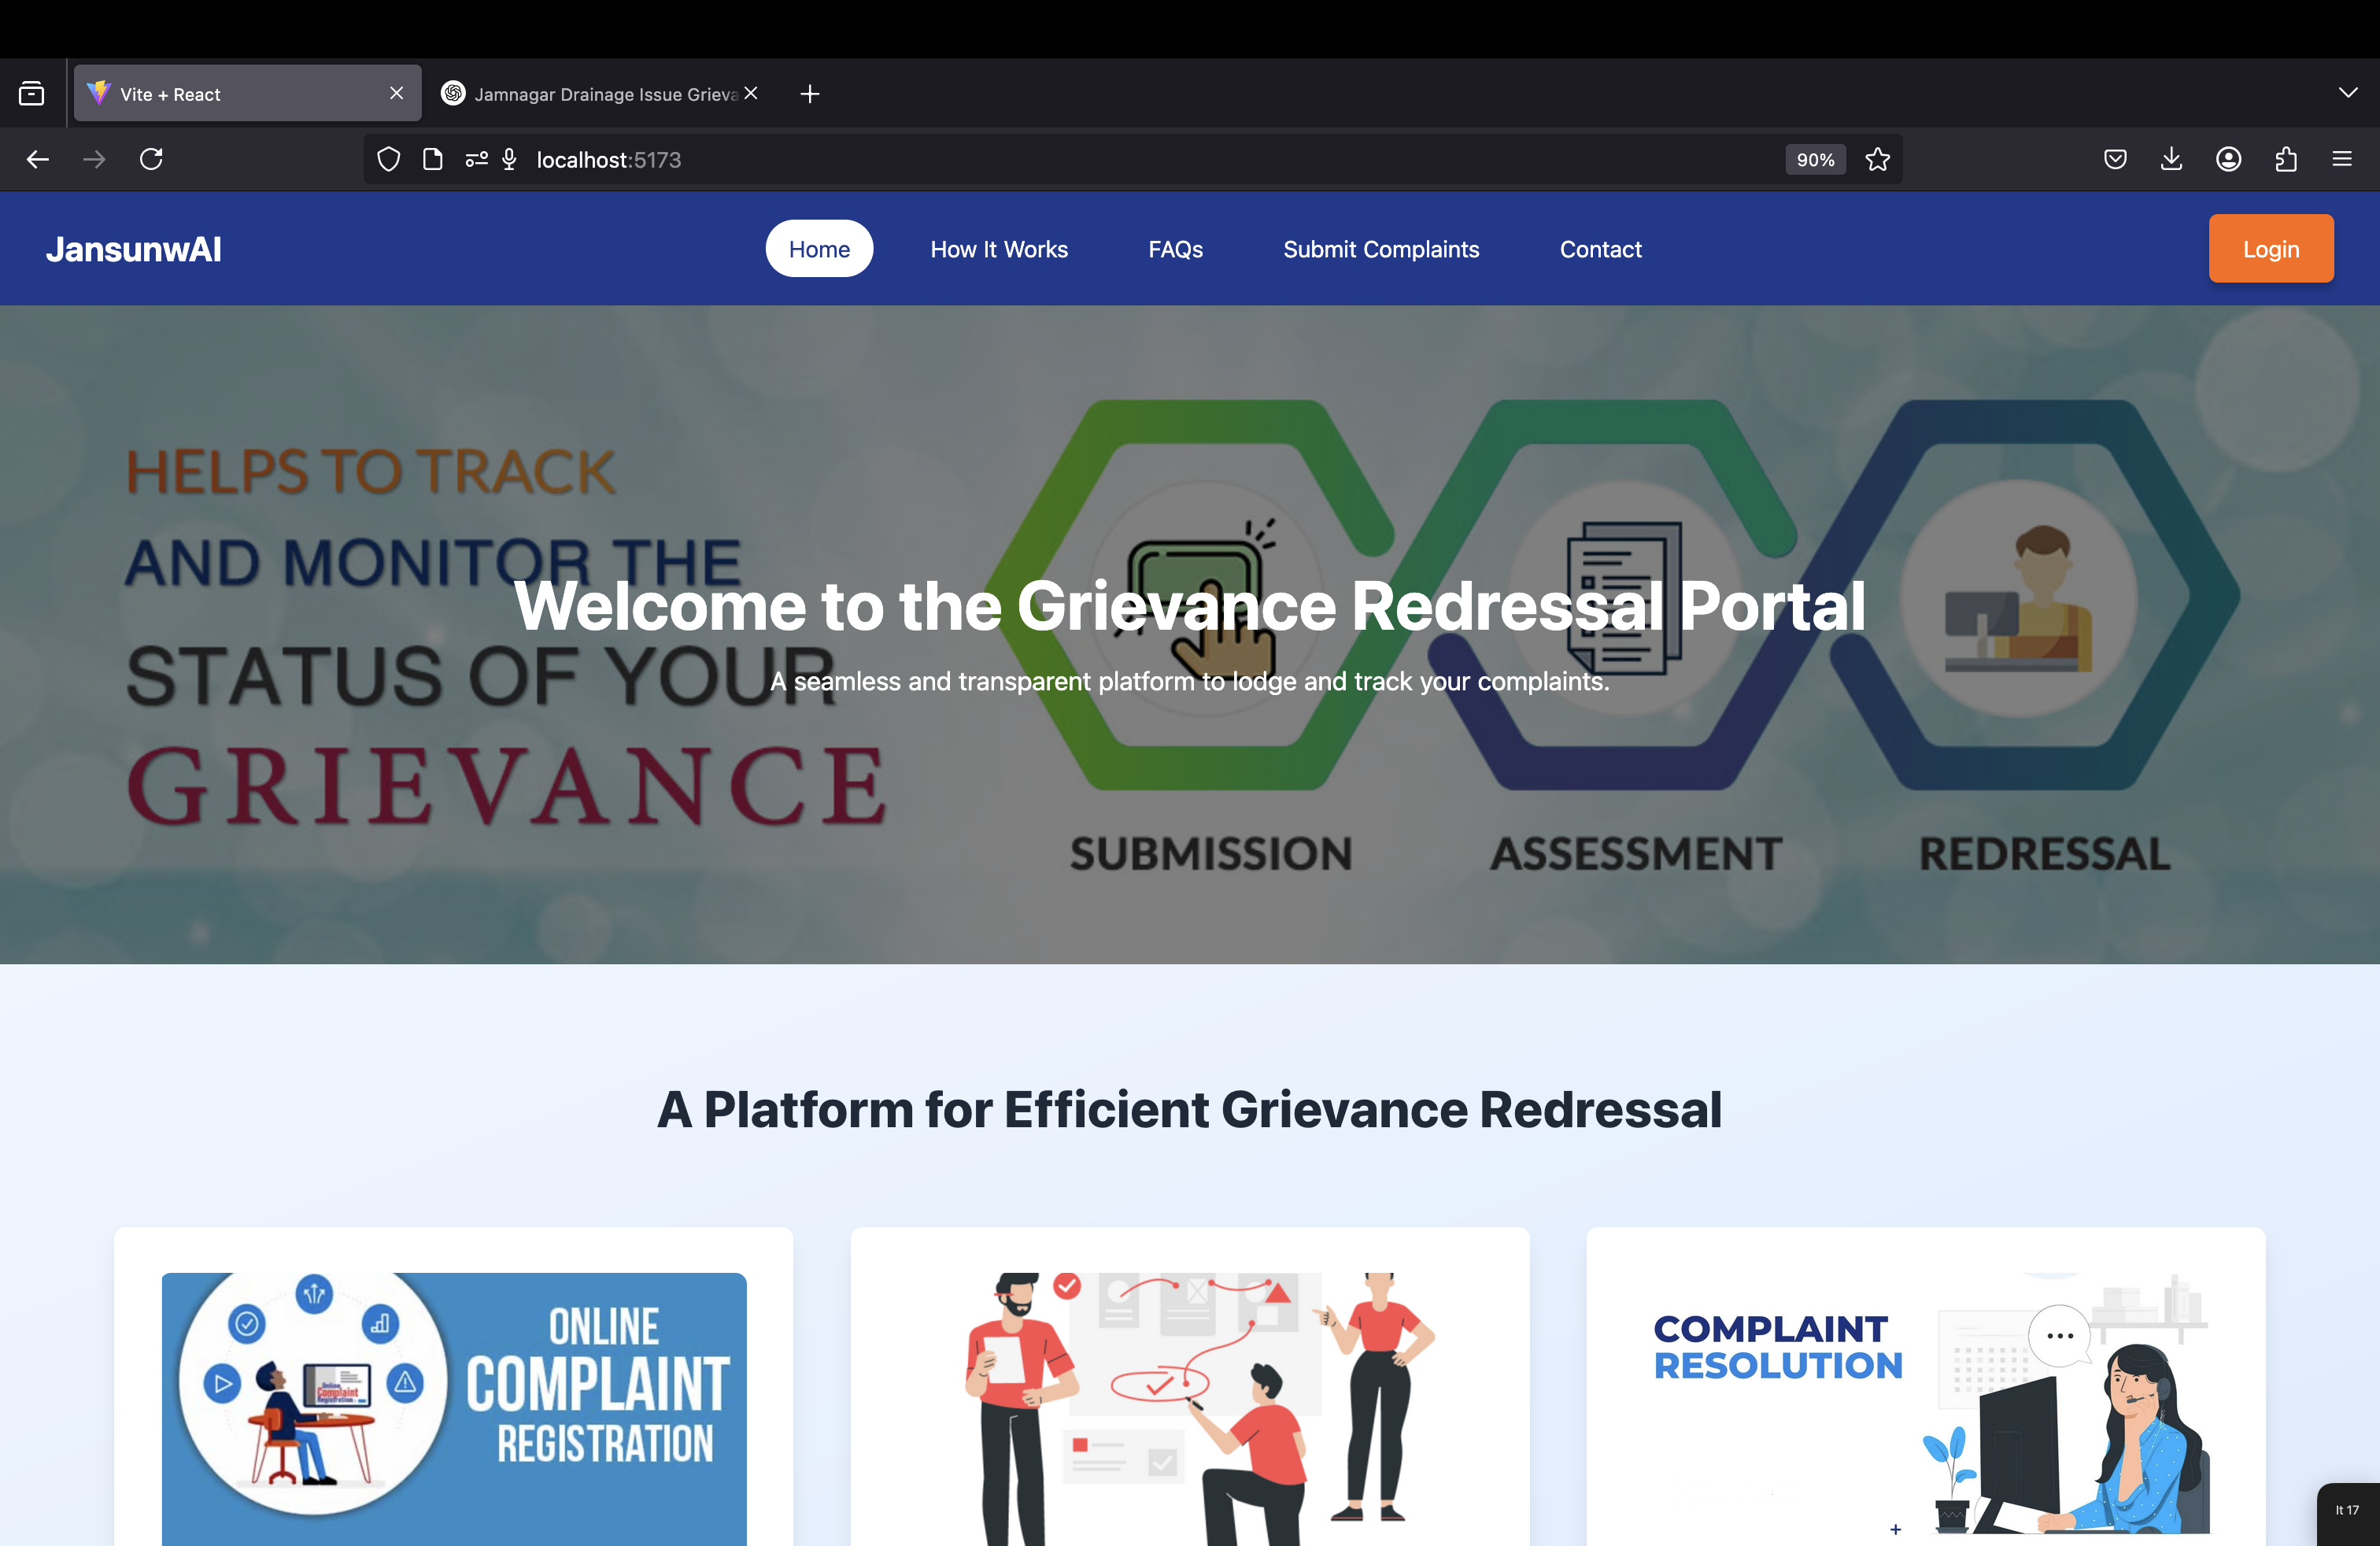 Vite + React
Jamnagar Drainage Issue Grieva
localhost:5173
90%
JansunwAI
Home
How It Works
FAQs
Submit Complaints
Contact
Login
HELPS TO TRACK
AND MONITOR THE
STATUS OF YOUR
GRIEVANCE
Welcome to the Grievance Redressal Portal
A seamless and transparent platform to lodge and track your complaints.
SUBMISSION
ASSESSMENT
REDRESSAL
A Platform for Efficient Grievance Redressal
ONLINE
COMPLAINT
REGISTRATION
Online
Complaint
Registration
COMPLAINT
RESOLUTION
It 17